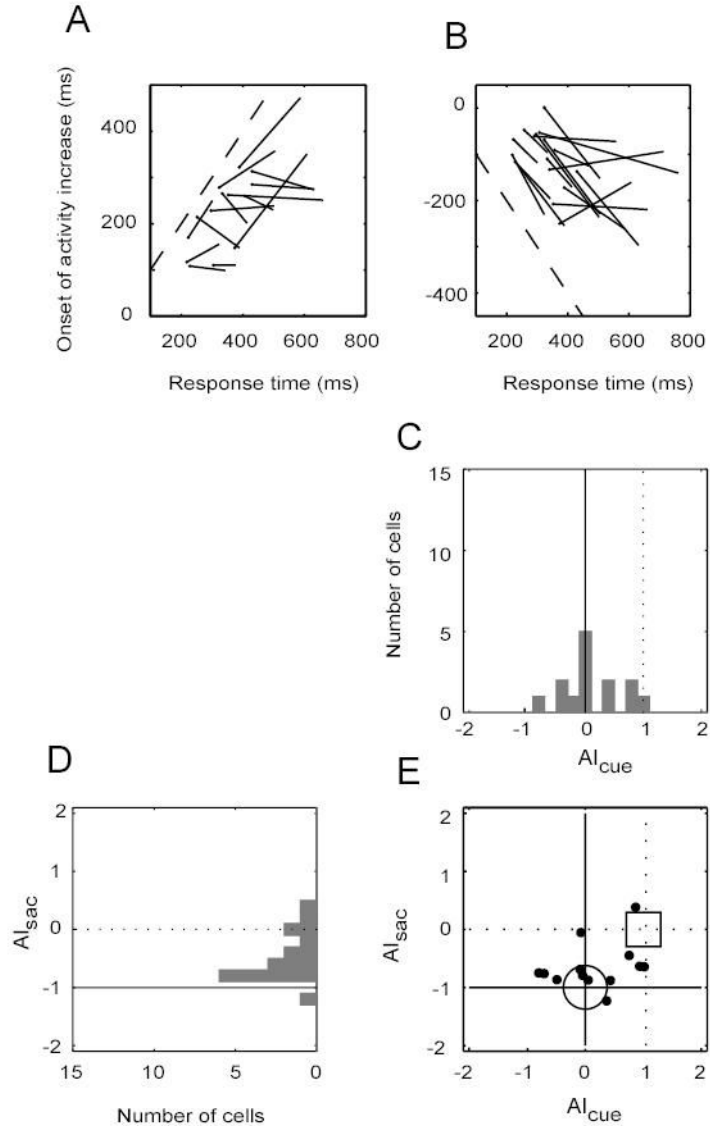 A
B
Onset of activity increase (ms)
400
200
0
200 400 600 800
Response time (ms)
0
-200
-400
200 400 600 800
Response time (ms)
C
Number of cells
15
10
5
0
-2 -1 0 1 2
AIcue
D
AIsac
2
1
0
-1
-2
15 10 5 0
Number of cells
E
AIsac
2
1
0
-1
-2
-2 -1 0 1 2
AIcue